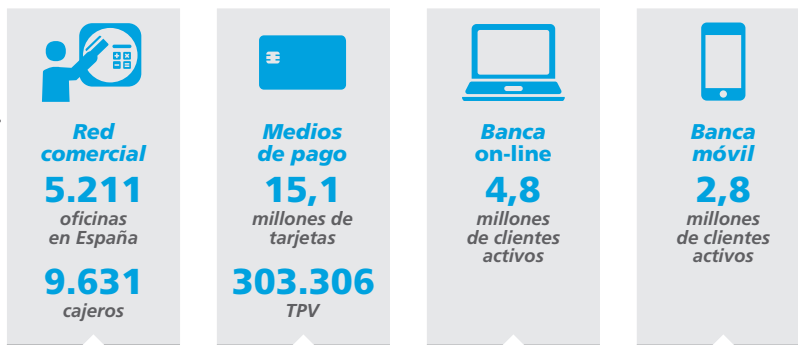 Red
comercial
5.211
oficinas
en España
9.631
cajeros
Medios
de pago
15,1
millones de
tarjetas
303.306
TPV
Banca
on-line
4,8
millones
de clientes
activos
Banca
móvil
2,8
millones
de clientes
activos